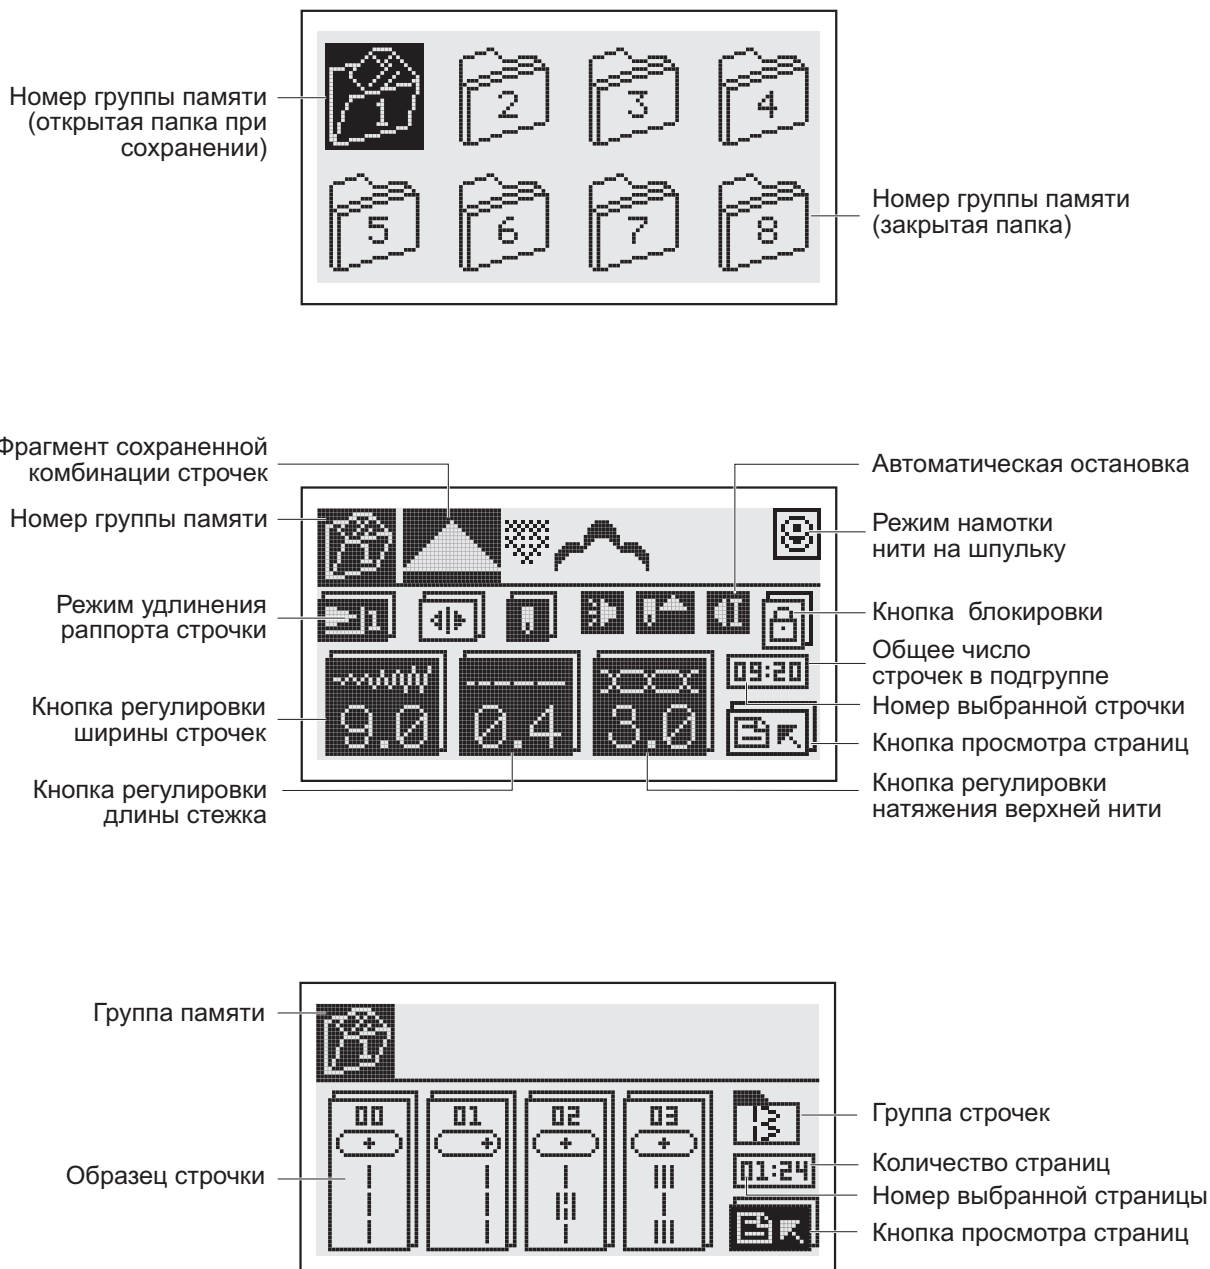 Номер группы памяти
(открытая папка при
сохранении)
1
2
3
4
5
6
7
8
Номер группы памяти
(закрытая папка)
Фрагмент сохраненной
комбинации строчек
Номер группы памяти
Режим удлинения
раппорта строчки
Кнопка регулировки
ширины строчек
Кнопка регулировки
длины стежка
1
1
09:20
9.0
0.4
3.0
Автоматическая остановка
Режим намотки
нити на шпульку
Кнопка блокировки
Общее число
строчек в подгруппе
Номер выбранной строчки
Кнопка просмотра страниц
Кнопка регулировки
натяжения верхней нити
Группа памяти
Образец строчки
1
00
01
02
03
01:24
Группа строчек
Количество страниц
Номер выбранной страницы
Кнопка просмотра страниц